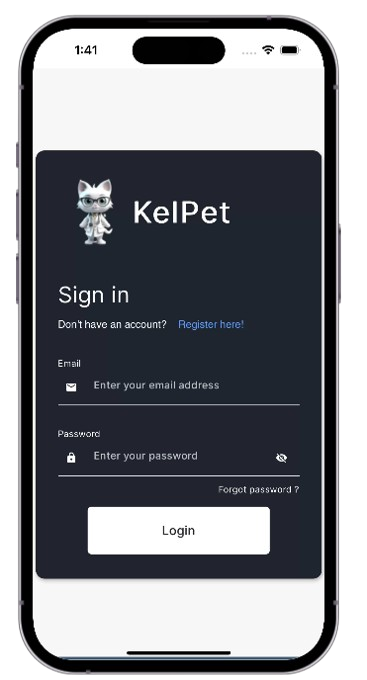 1:41
KelPet
Sign in
Don't have an account? Register here!
Email
Enter your email address
Password
Enter your password
Forgot password ?
Login